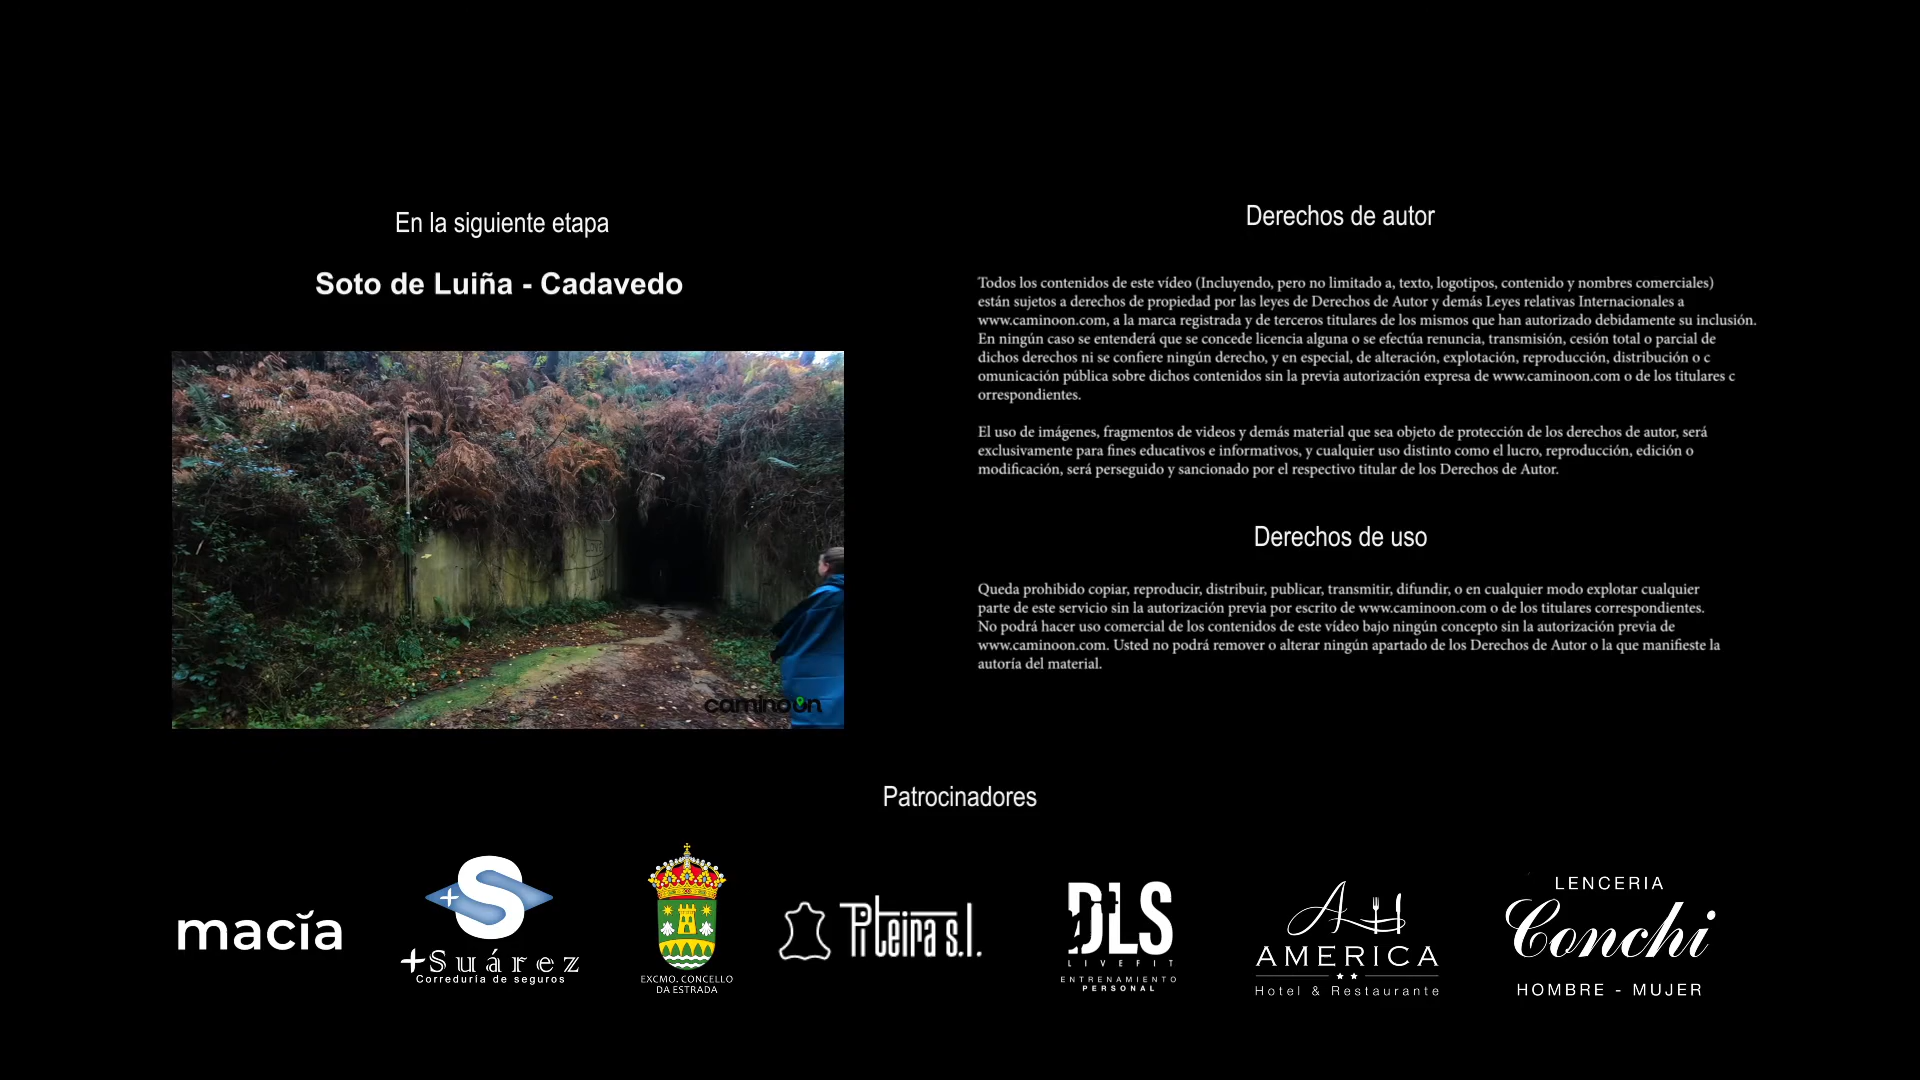 En la siguiente etapa
Soto de Luiña - Cadavedo
caminoon
Derechos de autor
Todos los contenidos de este vídeo (Incluyendo, pero no limitado a, texto, logotipos, contenido y nombres comerciales)
están sujetos a derechos de propiedad por las leyes de Derechos de Autor y demás Leyes relativas Internacionales a
www.caminoon.com, a la marca registrada y de terceros titulares de los mismos que han autorizado debidamente su inclusión.
En ningún caso se entenderá que se concede licencia alguna o se efectúa renuncia, transmisión, cesión total o parcial de
dichos derechos ni se confiere ningún derecho, y en especial, de alteración, explotación, reproducción, distribución o c
omunicación pública sobre dichos contenidos sin la previa autorización expresa de www.caminoon.com o de los titulares c
orrespondientes.
El uso de imágenes, fragmentos de videos y demás material que sea objeto de protección de los derechos de autor, será
exclusivamente para fines educativos e informativos, y cualquier uso distinto como el lucro, reproducción, edición o
modificación, será perseguido y sancionado por el respectivo titular de los Derechos de Autor.
Derechos de uso
Queda prohibido copiar, reproducir, distribuir, publicar, transmitir, difundir, o en cualquier modo explotar cualquier
parte de este servicio sin la autorización previa por escrito de www.caminoon.com o de los titulares correspondientes.
No podrá hacer uso comercial de los contenidos de este vídeo bajo ningún concepto sin la autorización previa de
www.caminoon.com. Usted no podrá remover o alterar ningún apartado de los Derechos de Autor o la que manifieste la
autoría del material.
Patrocinadores
macia
+S
+Suárez
Correduría de seguros
EXCMO. CONCELLO
DA ESTRADA
Piteira s.l.
DLS
LIVEFIT
ENTRENAMIENTO
PERSONAL
AH
AMERICA
Hotel & Restaurante
LENCERIA
Conchi
HOMBRE - MUJER